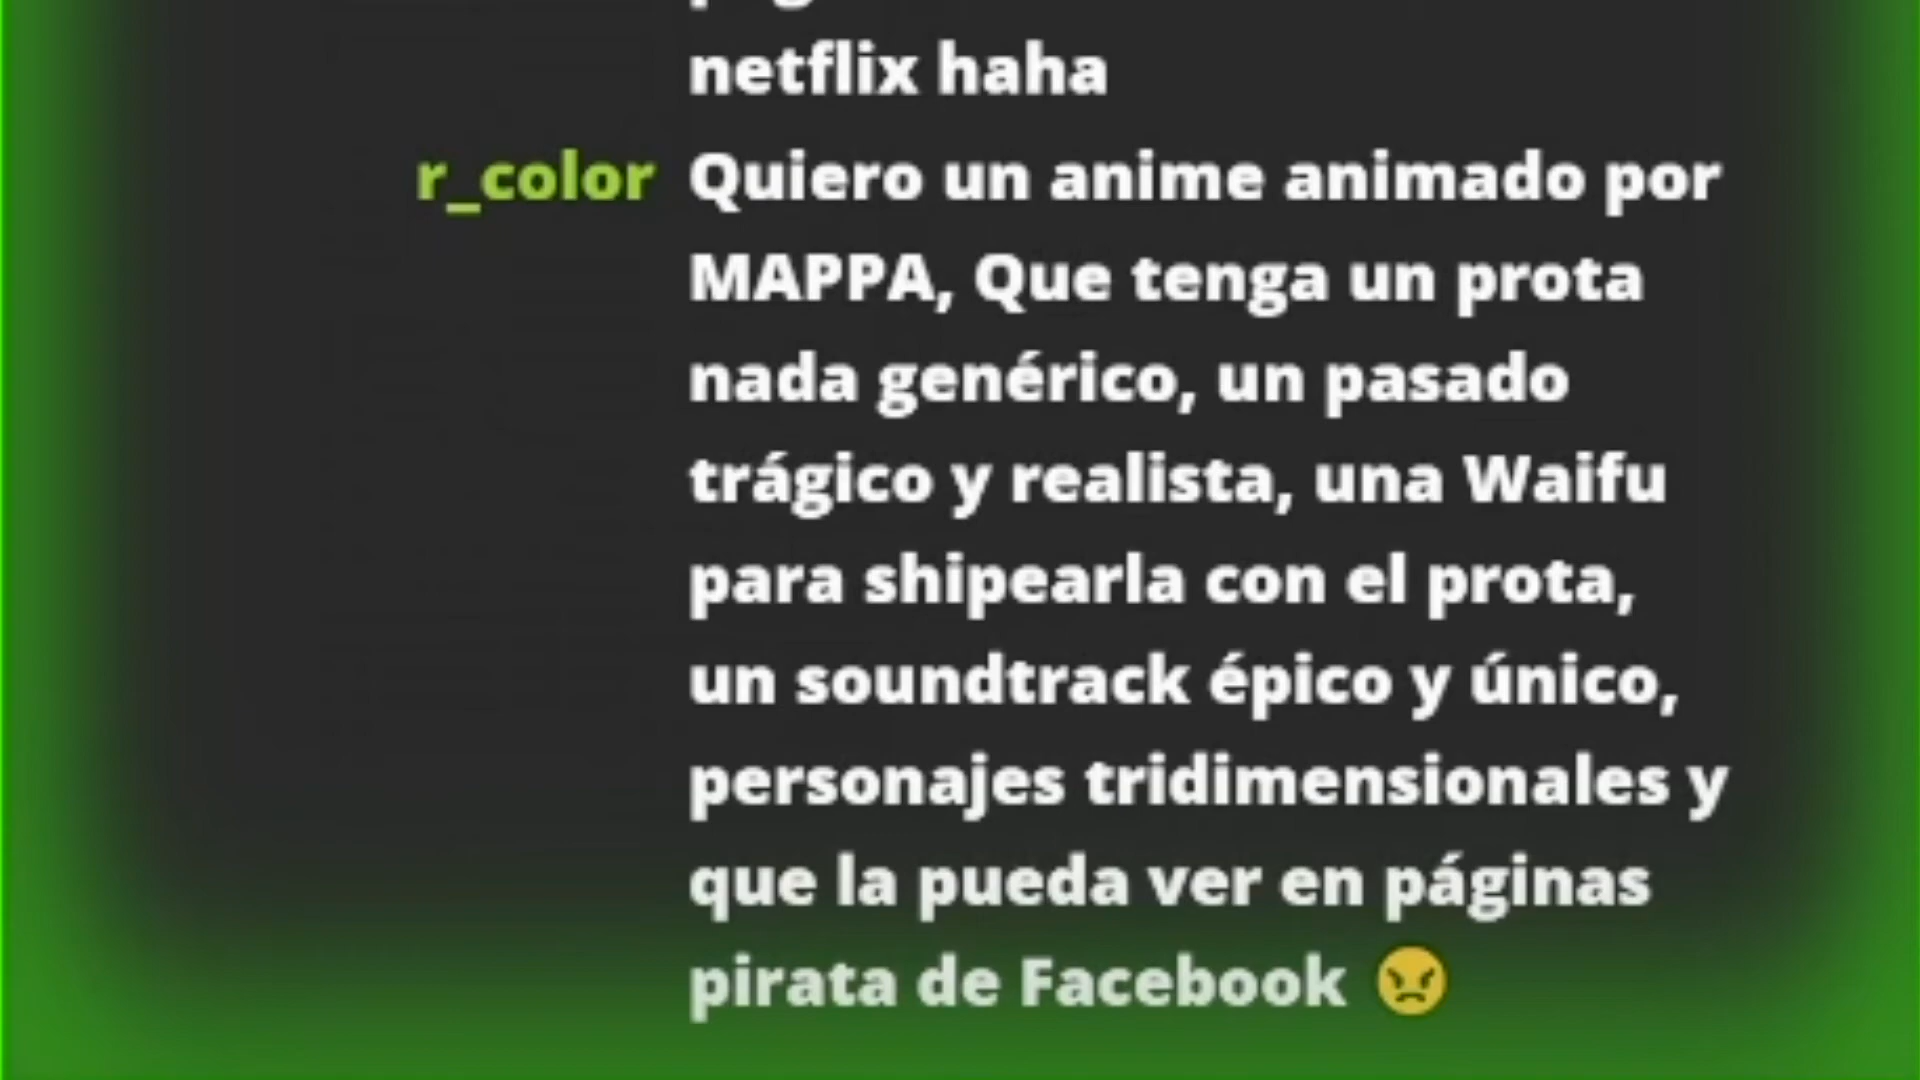 netflix haha
r_color Quiero un anime animado por
MAPPA, Que tenga un prota
nada genérico, un pasado
trágico y realista, una Waifu
para shipearla con el prota,
un soundtrack épico y único,
personajes tridimensionales y
que la pueda ver en páginas
pirata de Facebook 😠